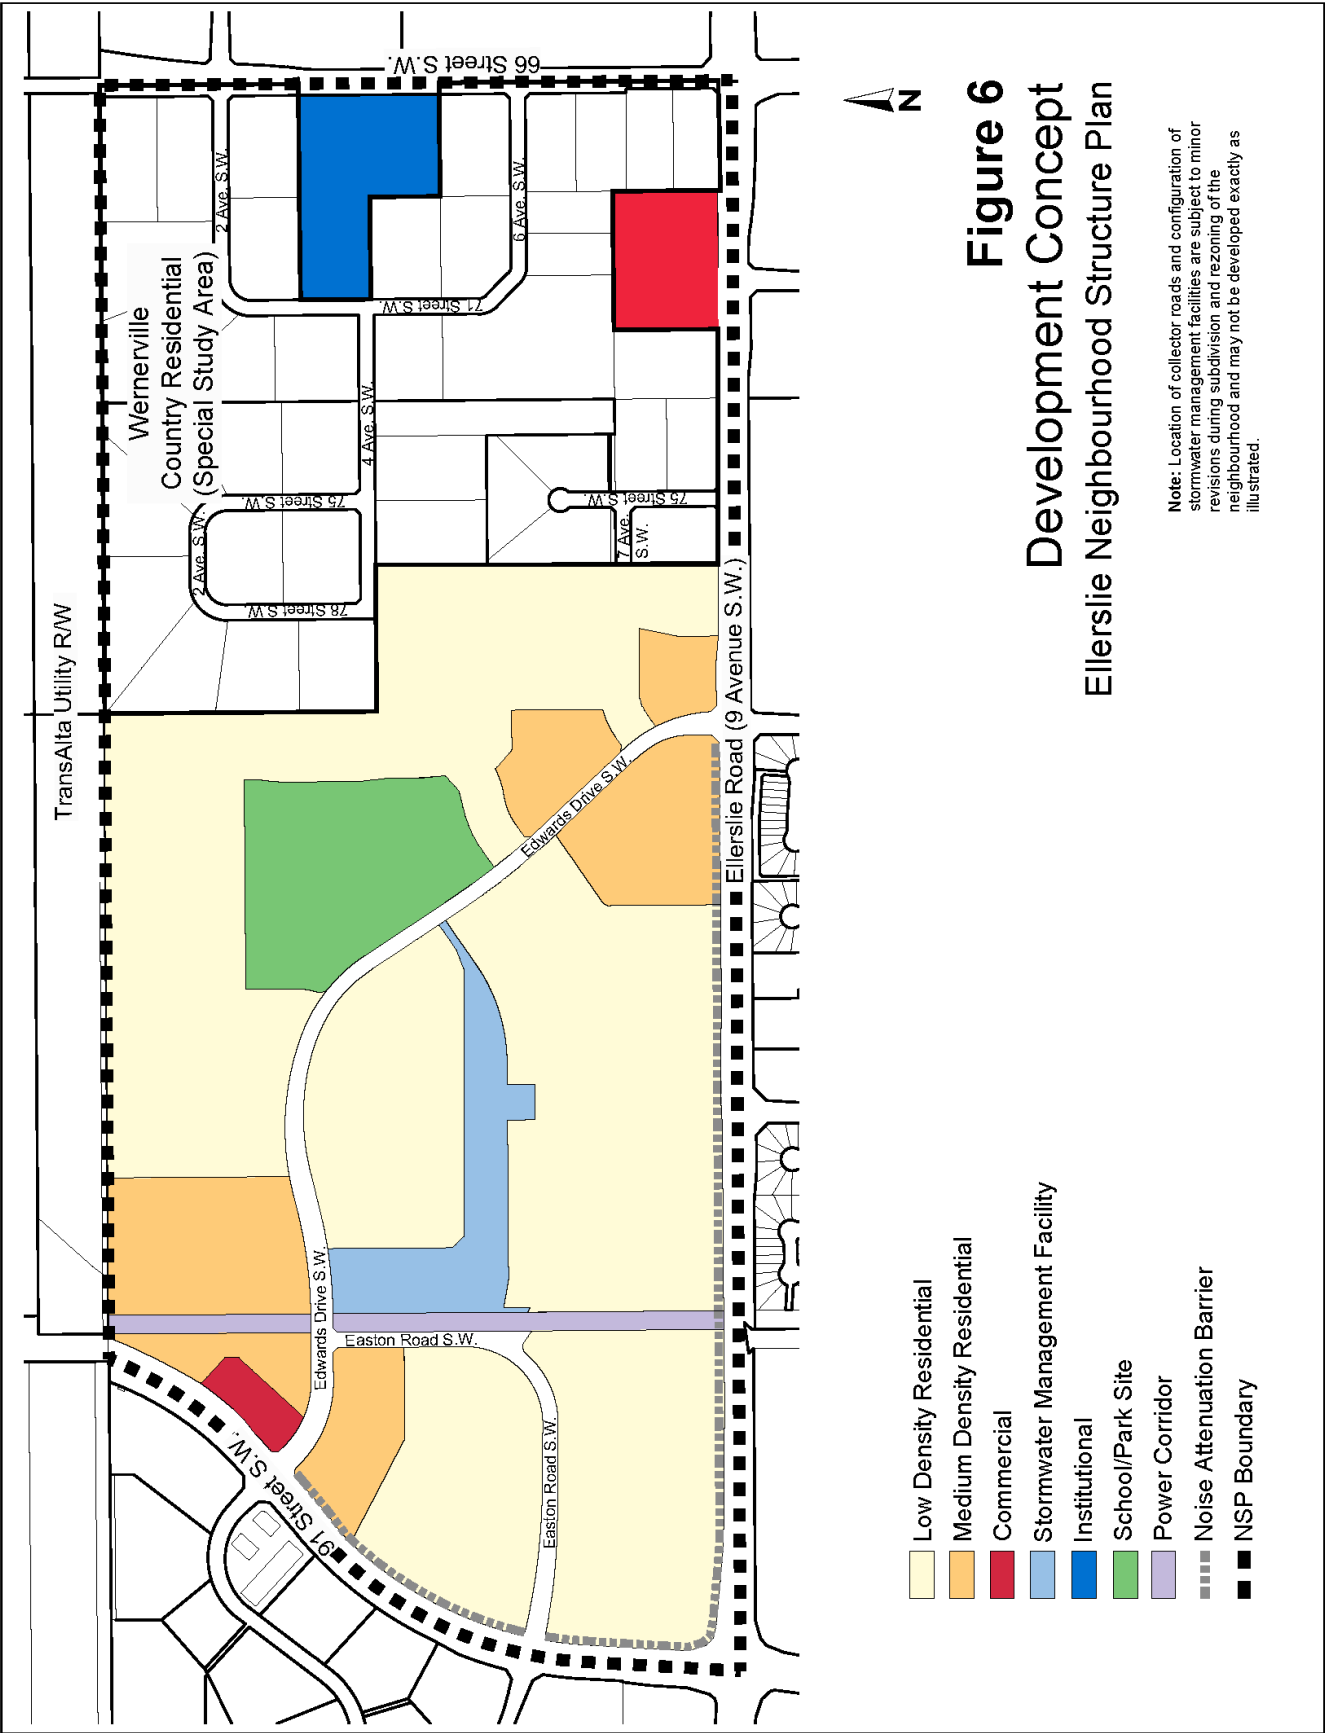 TransAlta Utility R/W
Wernerville
Country Residential
(Special Study Area)
66 Street S.W.
2 Ave. S.W.
6 Ave. S.W.
71 Street S.W.
4 Ave. S.W.
75 Street S.W.
2 Ave. S.W.
78 Street S.W.
75 Street S.W.
7 Ave.
S.W.
Edwards Drive S.W.
Edwards Drive S.W.
Easton Road S.W.
Easton Road S.W.
91 Street S.W.
Ellerslie Road (9 Avenue S.W.)
N
Low Density Residential
Medium Density Residential
Commercial
Stormwater Management Facility
Institutional
School/Park Site
Power Corridor
Noise Attenuation Barrier
NSP Boundary
Figure 6
Development Concept
Ellerslie Neighbourhood Structure Plan
Note: Location of collector roads and configuration of
stormwater management facilities are subject to minor
revisions during subdivision and rezoning of the
neighbourhood and may not be developed exactly as
illustrated.